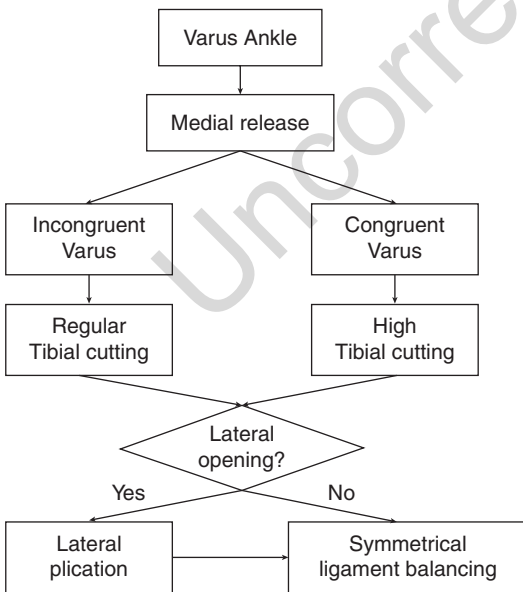 Varus Ankle
Medial release
Incongruent
Varus
Congruent
Varus
Regular
Tibial cutting
High
Tibial cutting
Lateral
opening?
Yes
No
Lateral
plication
Symmetrical
ligament balancing
Uncorre